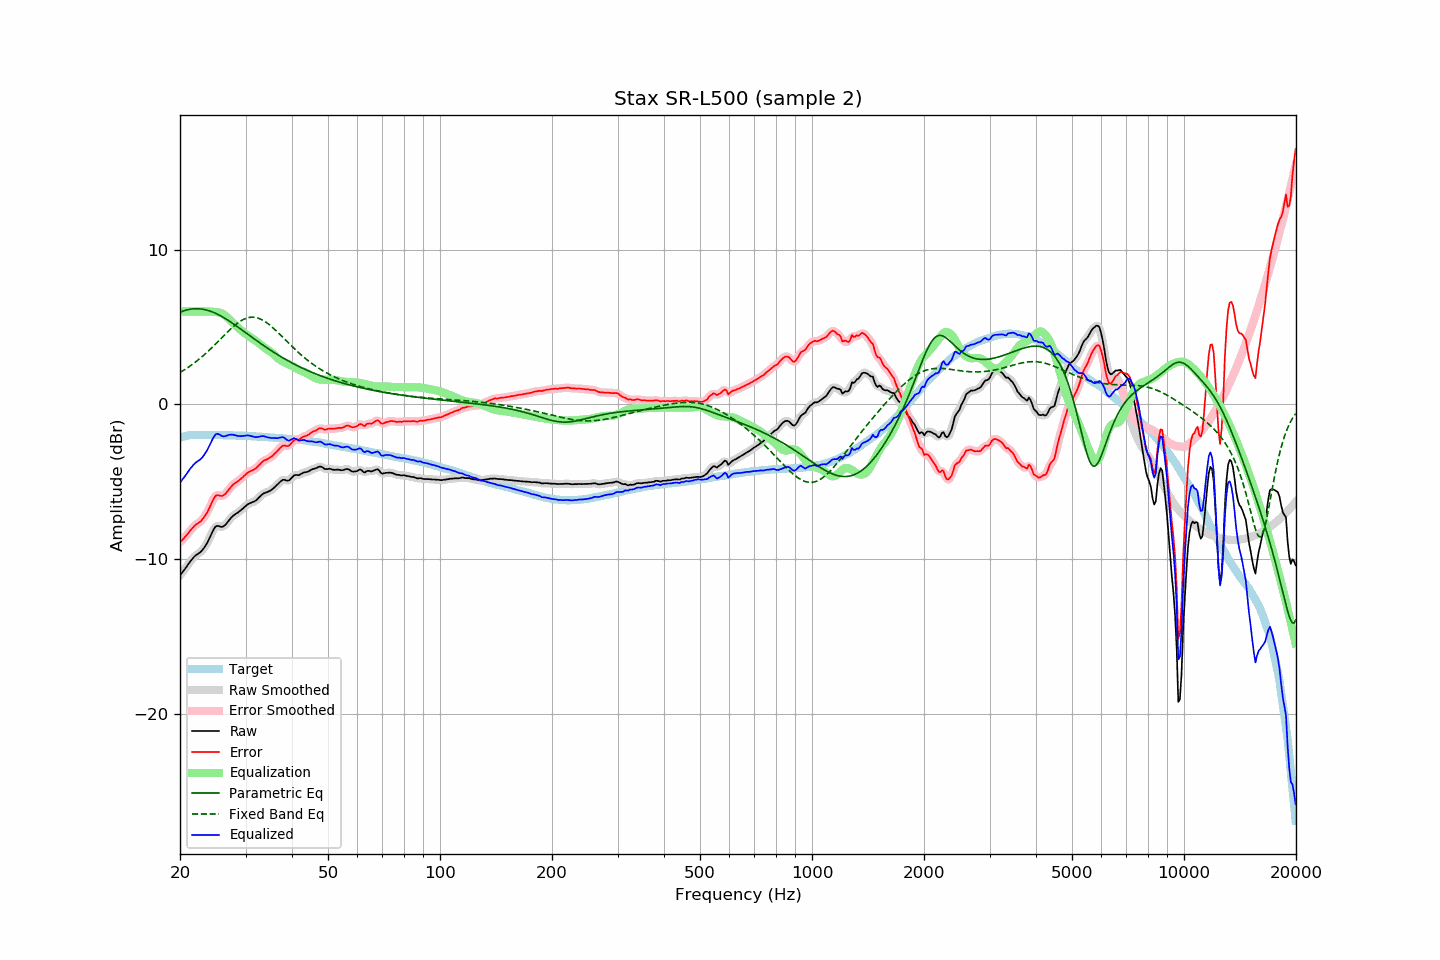 Stax SR-L500 (sample 2)
Amplitude (dBr)
10
0
−10
−20
Target
Raw Smoothed
Error Smoothed
Raw
Error
Equalization
Parametric Eq
Fixed Band Eq
Equalized
20 50 100 200 500 1000 2000 5000 10000 20000
Frequency (Hz)